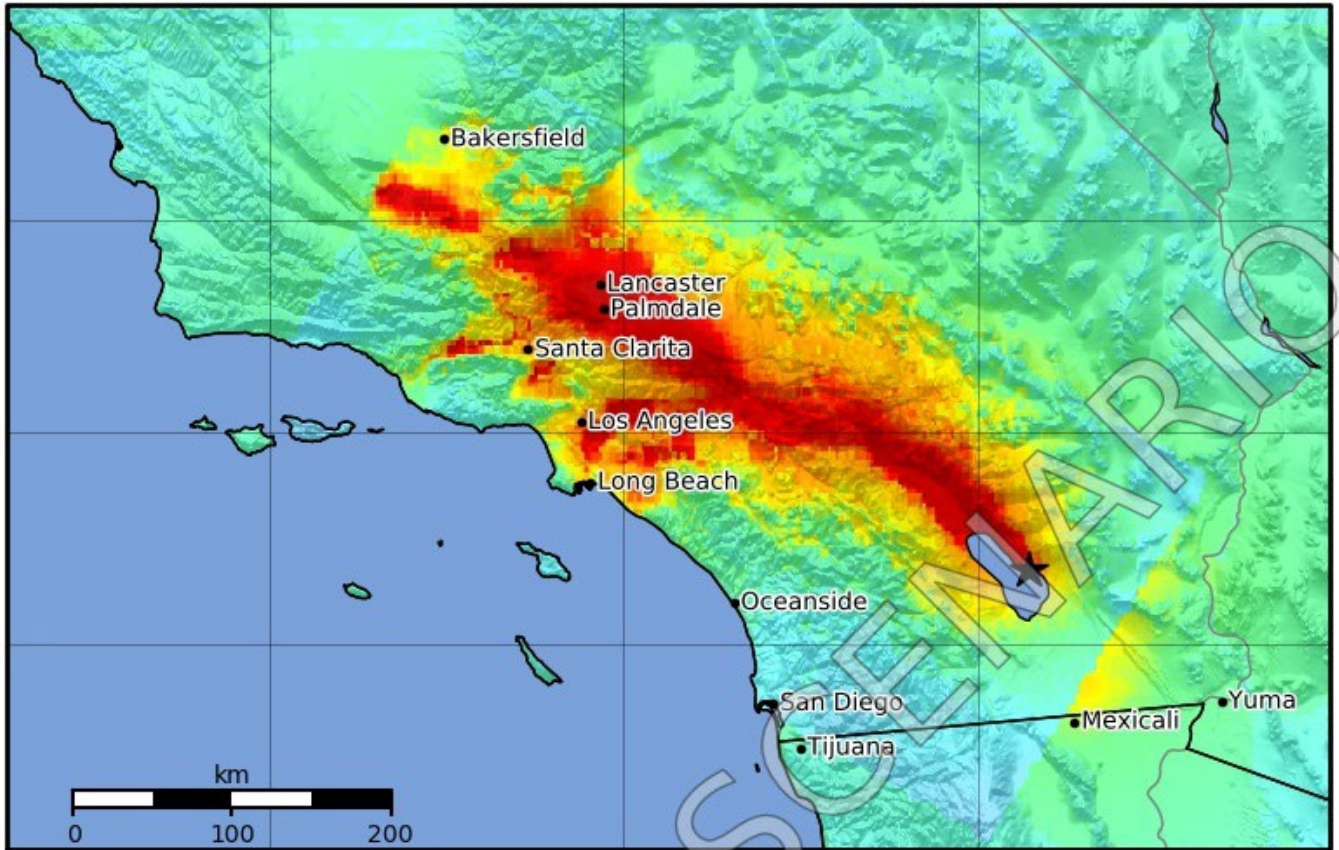 Bakersfield
Lancaster
Palmdale
Santa Clarita
Los Angeles
Long Beach
Oceanside
San Diego
Tijuana
Mexicali
Yuma
SCENARIO
km
0 100 200